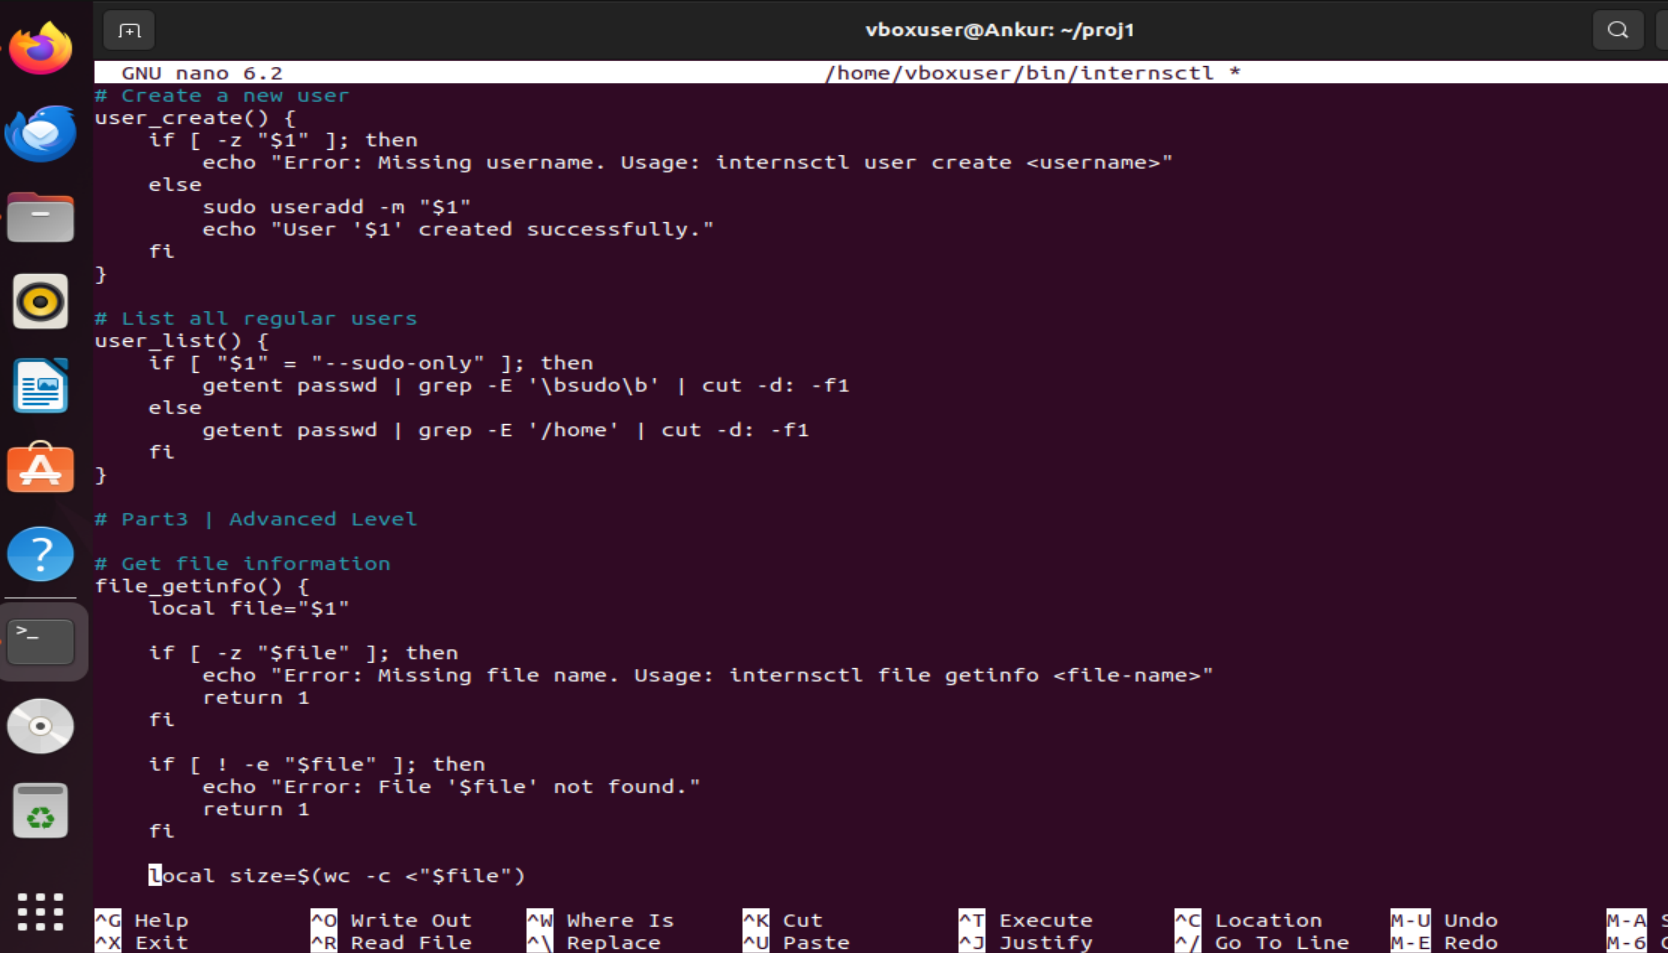 vboxuser@Ankur: ~/proj1
GNU nano 6.2 /home/vboxuser/bin/internsctl *
# Create a new user
user_create() {
    if [ -z "$1" ]; then
        echo "Error: Missing username. Usage: internsctl user create <username>"
    else
        sudo useradd -m "$1"
        echo "User '$1' created successfully."
    fi
}

# List all regular users
user_list() {
    if [ "$1" = "--sudo-only" ]; then
        getent passwd | grep -E '\bsudo\b' | cut -d: -f1
    else
        getent passwd | grep -E '/home' | cut -d: -f1
    fi
}

# Part3 | Advanced Level

# Get file information
file_getinfo() {
    local file="$1"

    if [ -z "$file" ]; then
        echo "Error: Missing file name. Usage: internsctl file getinfo <file-name>"
        return 1
    fi

    if [ ! -e "$file" ]; then
        echo "Error: File '$file' not found."
        return 1
    fi

    local size=$(wc -c <"$file")

^G Help ^O Write Out ^W Where Is ^K Cut ^T Execute ^C Location M-U Undo M-A
^X Exit ^R Read File ^\ Replace ^U Paste ^J Justify ^/ Go To Line M-E Redo M-6